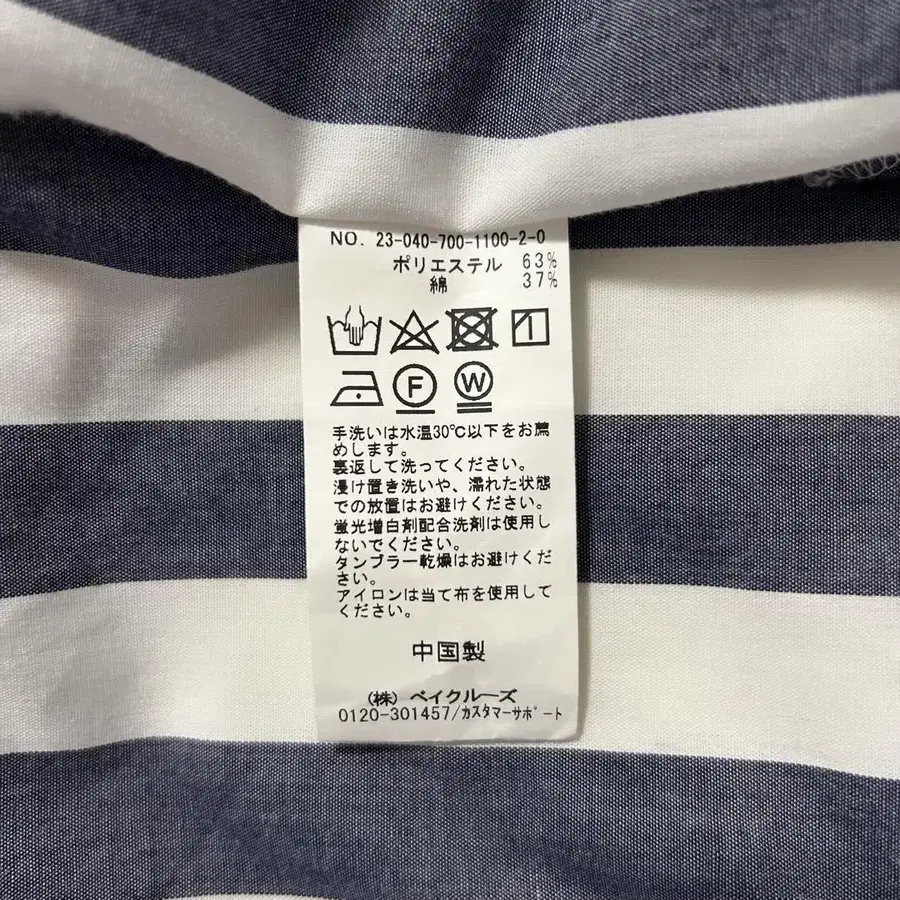 NO. 23-040-700-1100-2-0
ポリエステル 63%
綿 37%
F W
手洗いは水温30℃以下をお薦
めします。
裏返して洗ってください。
浸け置き洗いや、濡れた状態
での放置はお避けください。
蛍光増白剤配合洗剤は使用し
ないでください。
タンブラー乾燥はお避けくだ
さい。
アイロンは当て布を使用して
ください。
中国製
(株) ベイクルーズ
0120-301457/カスタマーサポート